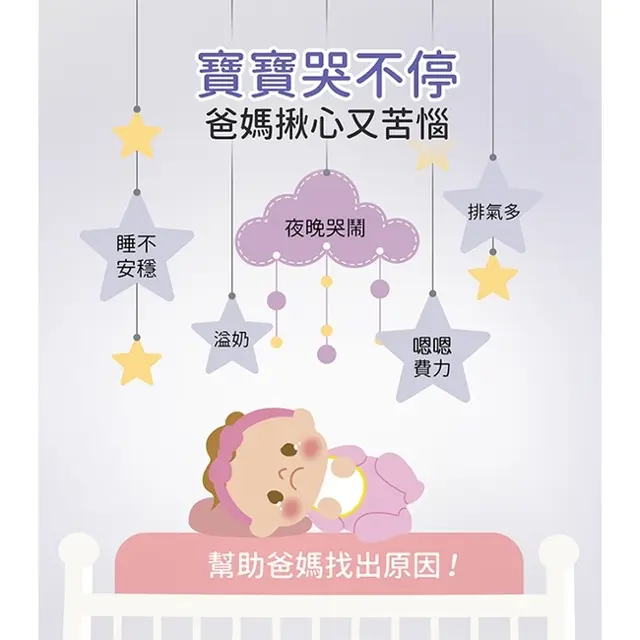 寶寶哭不停
爸媽揪心又苦惱
夜晚哭鬧
排氣多
睡不
安穩
溢奶
嗯嗯
費力
幫助爸媽找出原因！